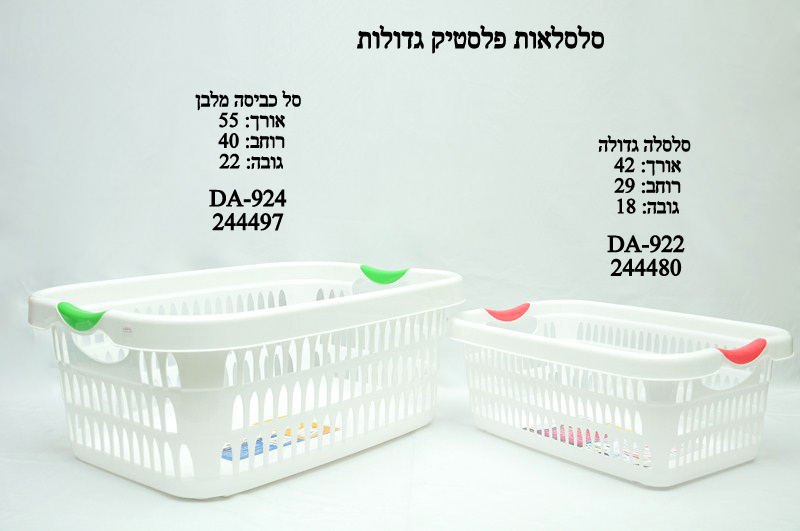 סלסלאות פלסטיק גדולות
סל כביסה מלבן
אורך: 55
רוחב: 40
גובה: 22
DA-924
244497
סלסלה גדולה
אורך: 42
רוחב: 29
גובה: 18
DA-922
244480